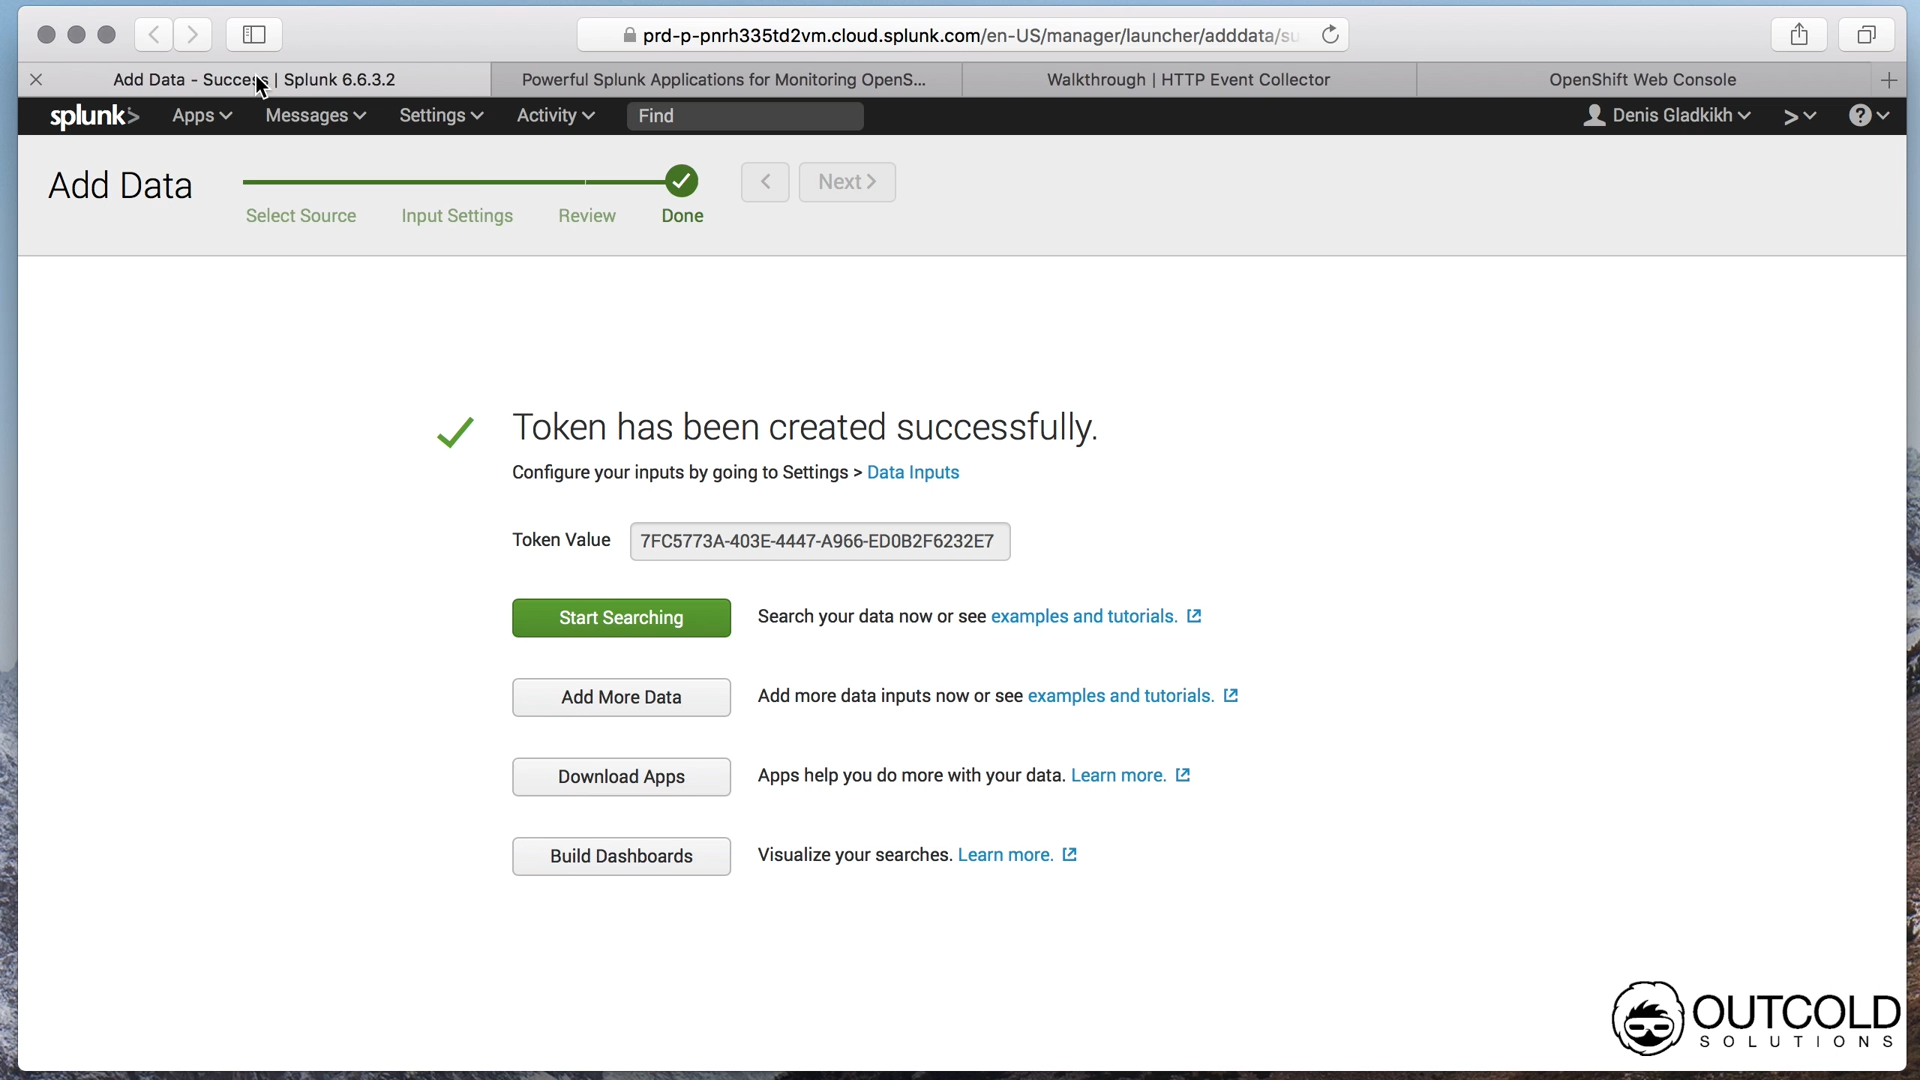 prd-p-pnrh335td2vm.cloud.splunk.com/en-US/manager/launcher/adddata/su
Add Data - Success | Splunk 6.6.3.2
Powerful Splunk Applications for Monitoring OpenS...
Walkthrough | HTTP Event Collector
OpenShift Web Console
splunk>
Apps
Messages
Settings
Activity
Find
Denis Gladkikh
Add Data
Select Source
Input Settings
Review
Done
<
Next >
Token has been created successfully.
Configure your inputs by going to Settings > Data Inputs
Token Value
7FC5773A-403E-4447-A966-ED0B2F6232E7
Start Searching
Search your data now or see examples and tutorials.
Add More Data
Add more data inputs now or see examples and tutorials.
Download Apps
Apps help you do more with your data. Learn more.
Build Dashboards
Visualize your searches. Learn more.
OUTCOLD
SOLUTIONS